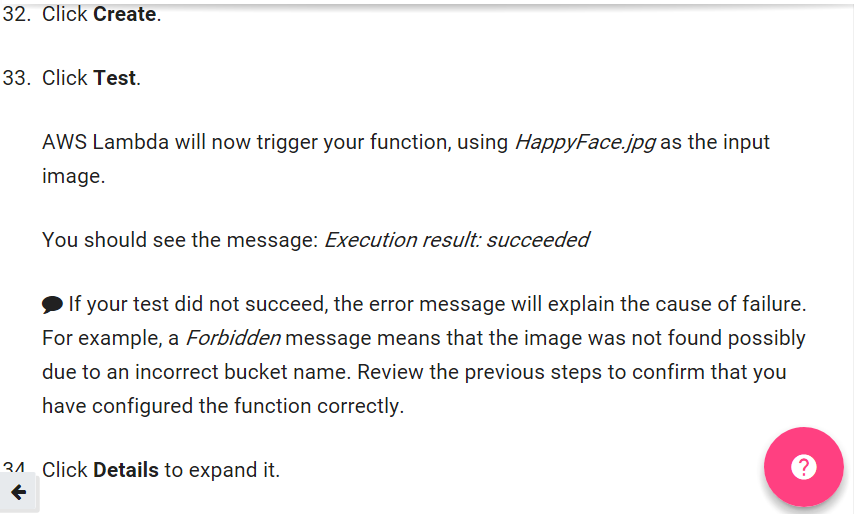 32. Click Create.
33. Click Test.
AWS Lambda will now trigger your function, using HappyFace.jpg as the input
image.
You should see the message: Execution result: succeeded
If your test did not succeed, the error message will explain the cause of failure.
For example, a Forbidden message means that the image was not found possibly
due to an incorrect bucket name. Review the previous steps to confirm that you
have configured the function correctly.
34. Click Details to expand it.
?